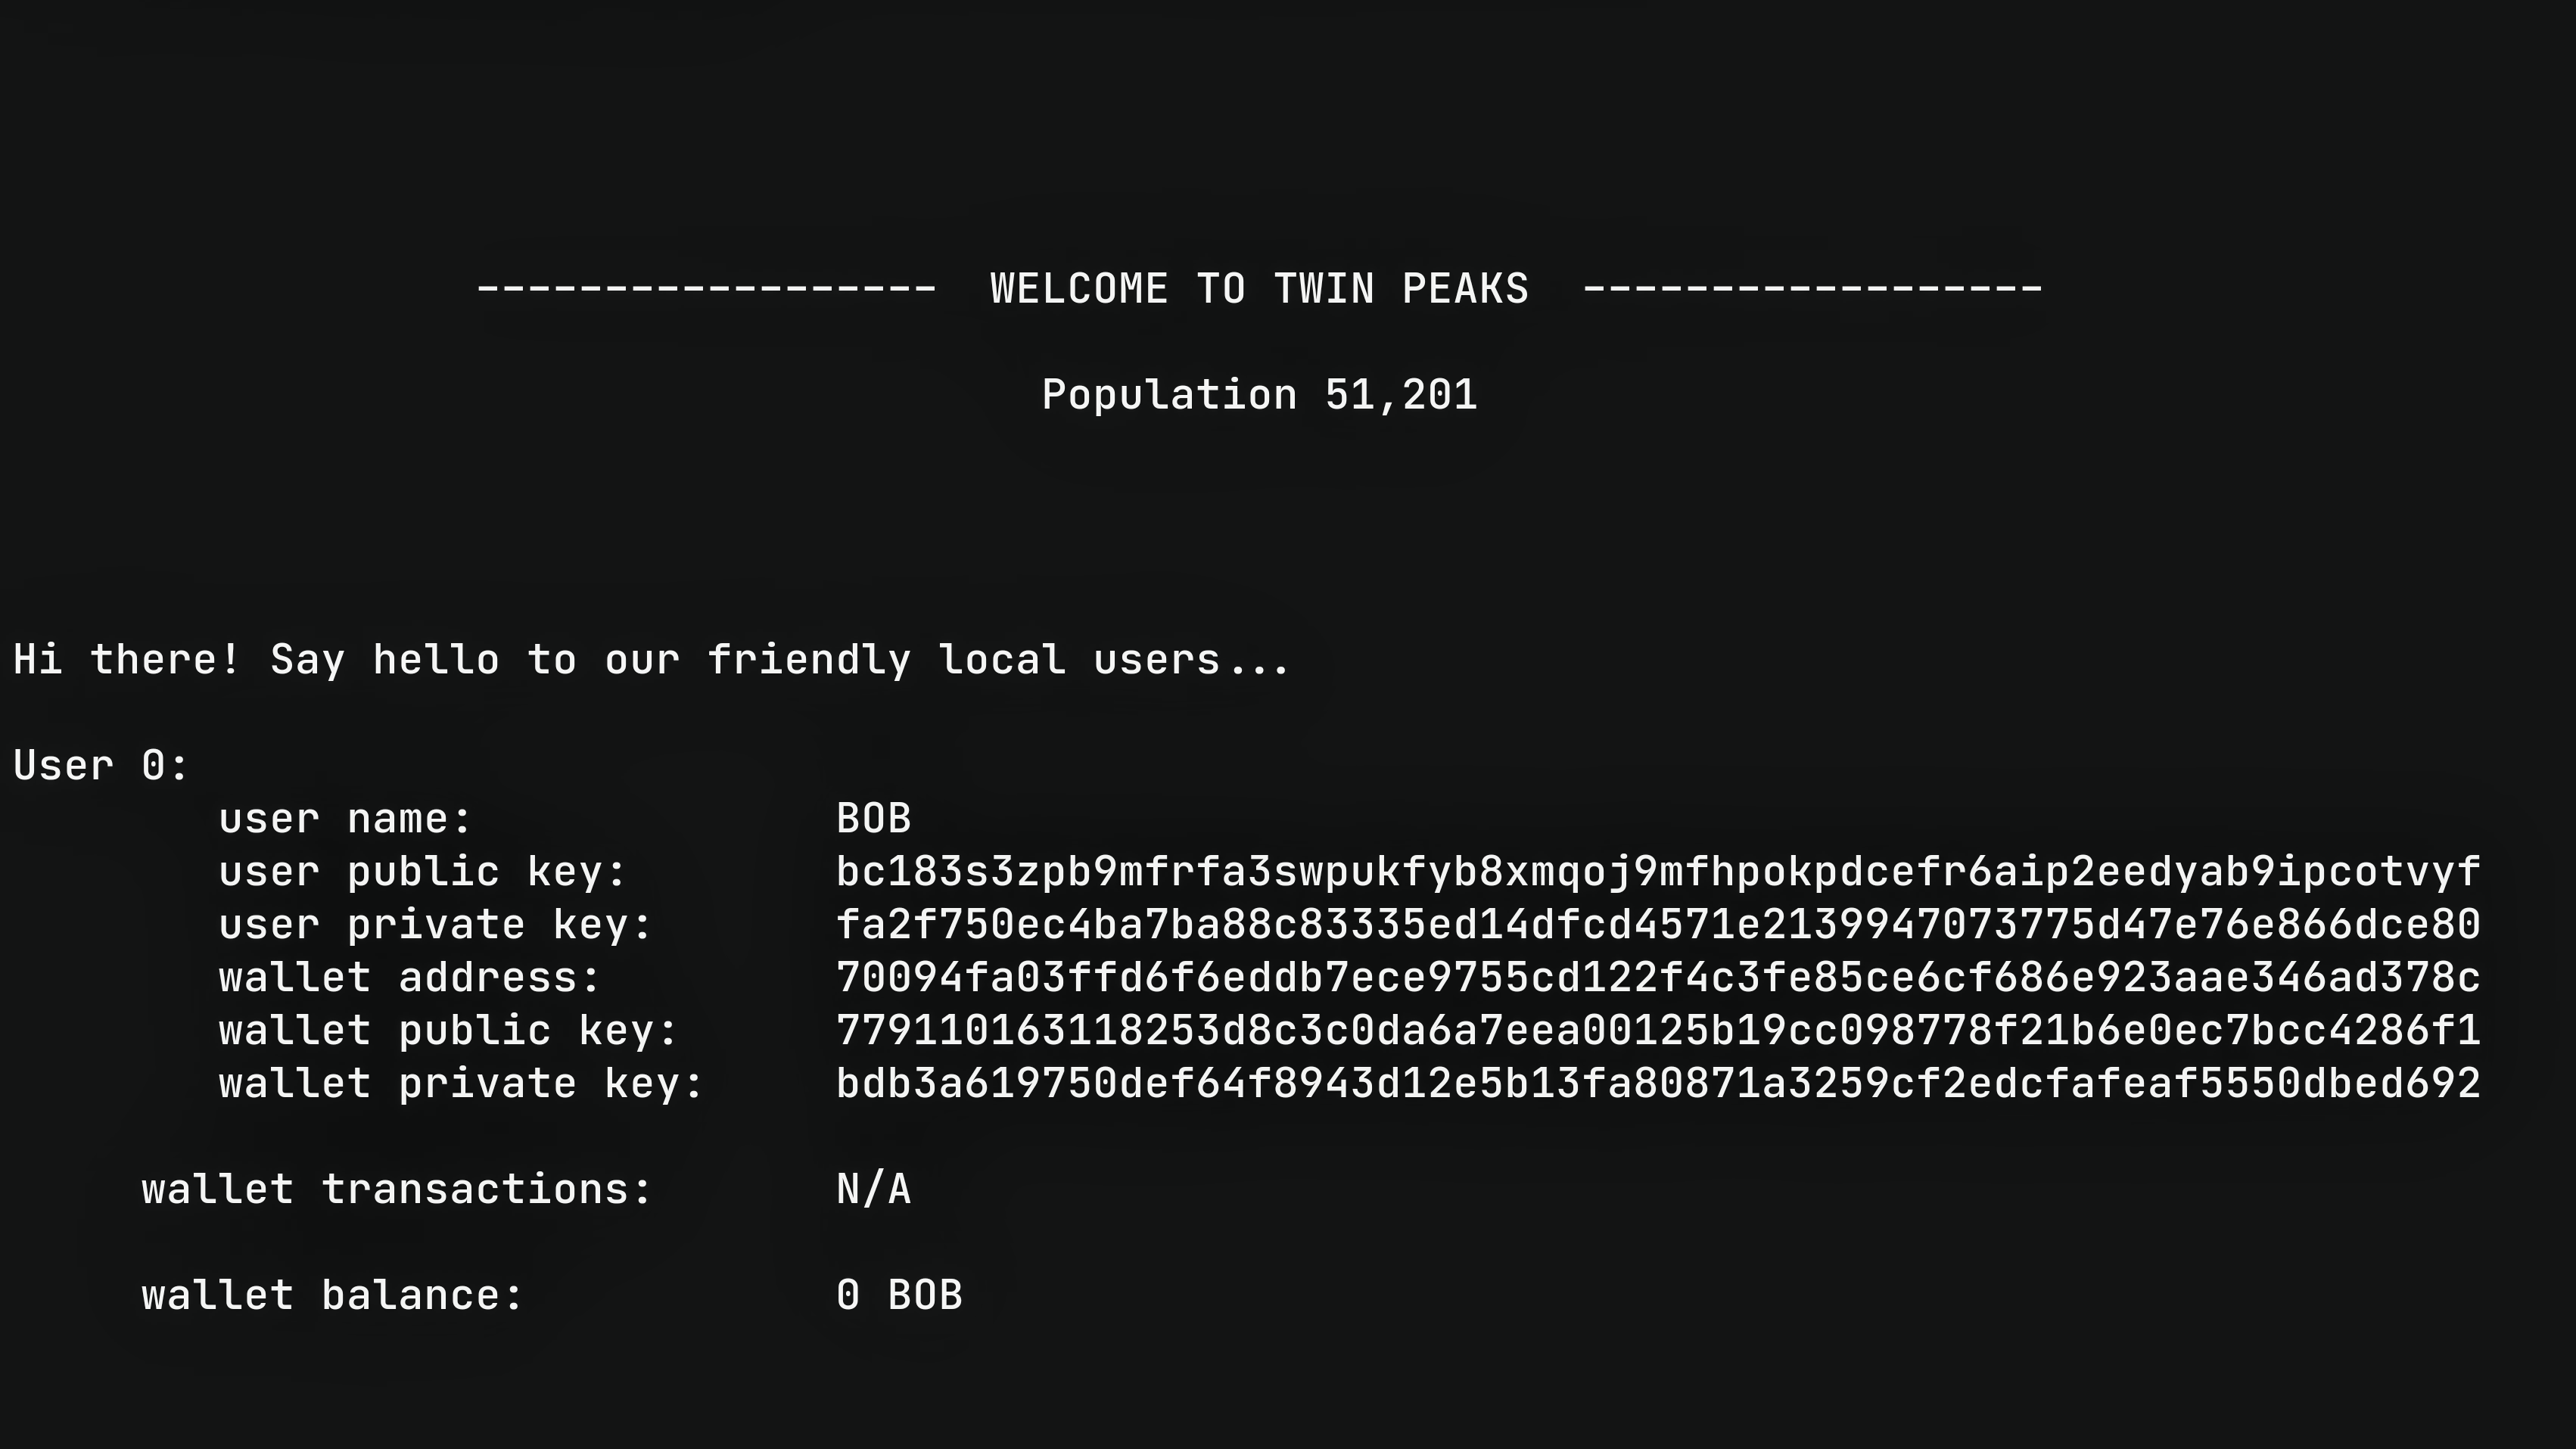 ----------------- WELCOME TO TWIN PEAKS -----------------
Population 51,201
Hi there! Say hello to our friendly local users...
User 0:
user name: BOB
user public key: bc183s3zpb9mfrfa3swpukfyb8xmqoj9mfhpokpdcefr6aip2eedyab9ipcotvyf
user private key: fa2f750ec4ba7ba88c83335ed14dfcd4571e2139947073775d47e76e866dce80
wallet address: 70094fa03ffd6f6eddb7ece9755cd122f4c3fe85ce6cf686e923aae346ad378c
wallet public key: 779110163118253d8c3c0da6a7eea00125b19cc098778f21b6e0ec7bcc4286f1
wallet private key: bdb3a619750def64f8943d12e5b13fa80871a3259cf2edcfafeaf5550dbed692
wallet transactions: N/A
wallet balance: 0 BOB